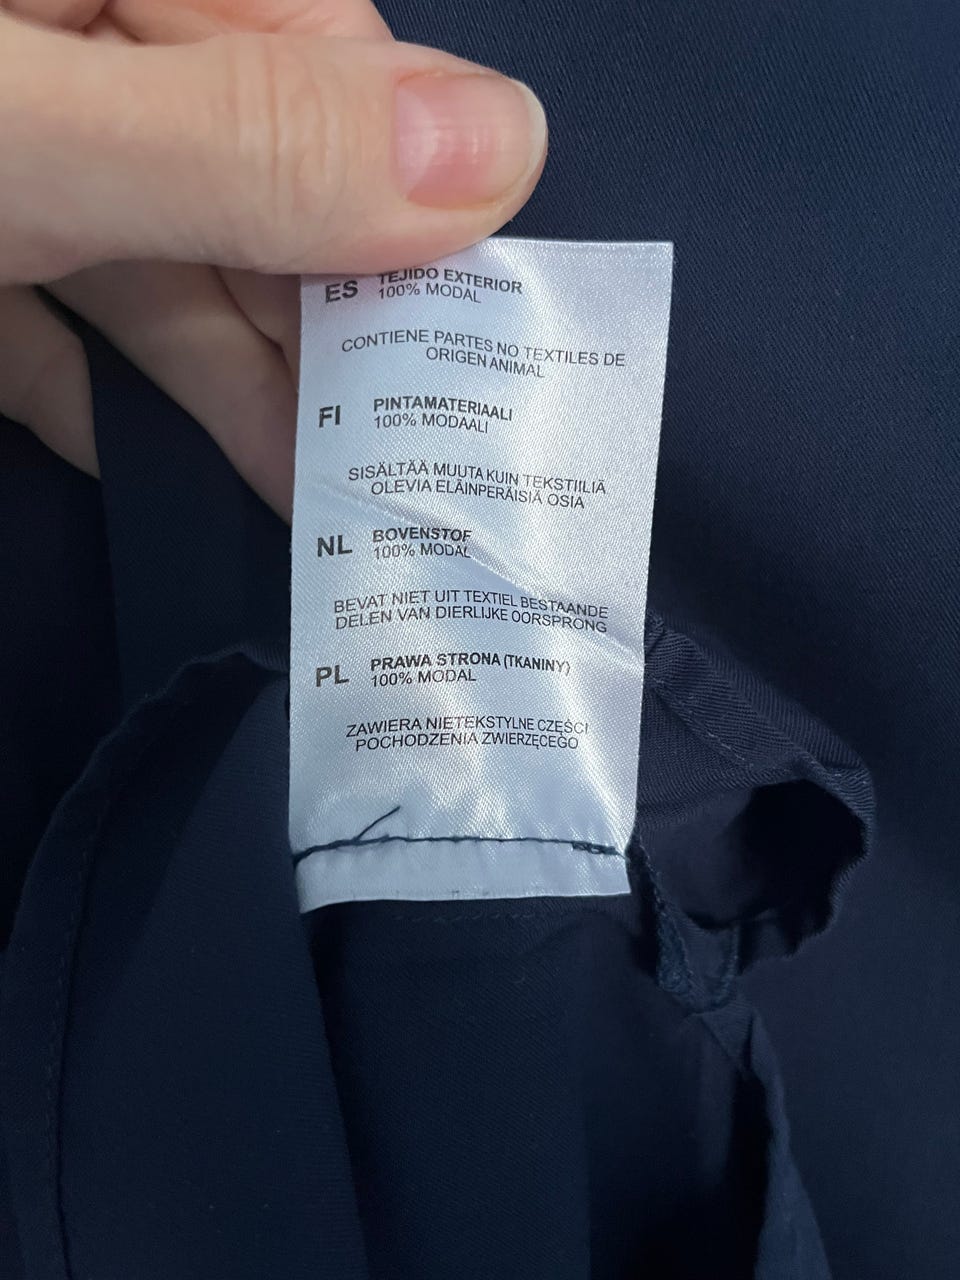 ES TEJIDO EXTERIOR
100% MODAL
CONTIENE PARTES NO TEXTILES DE
ORIGEN ANIMAL
FI PINTAMATERIAALI
100% MODAALI
SISÄLTÄÄ MUUTA KUIN TEKSTIILIÄ
OLEVIA ELÄINPERÄISIÄ OSIA
NL BOVENSTOF
100% MODAL
BEVAT NIET UIT TEXTIEL BESTAANDE
DELEN VAN DIERLIJKE OORSPRONG
PL PRAWA STRONA (TKANINY)
100% MODAL
ZAWIERA NIETEKSTYLNE CZĘŚCI
POCHODZENIA ZWIERZĘCEGO